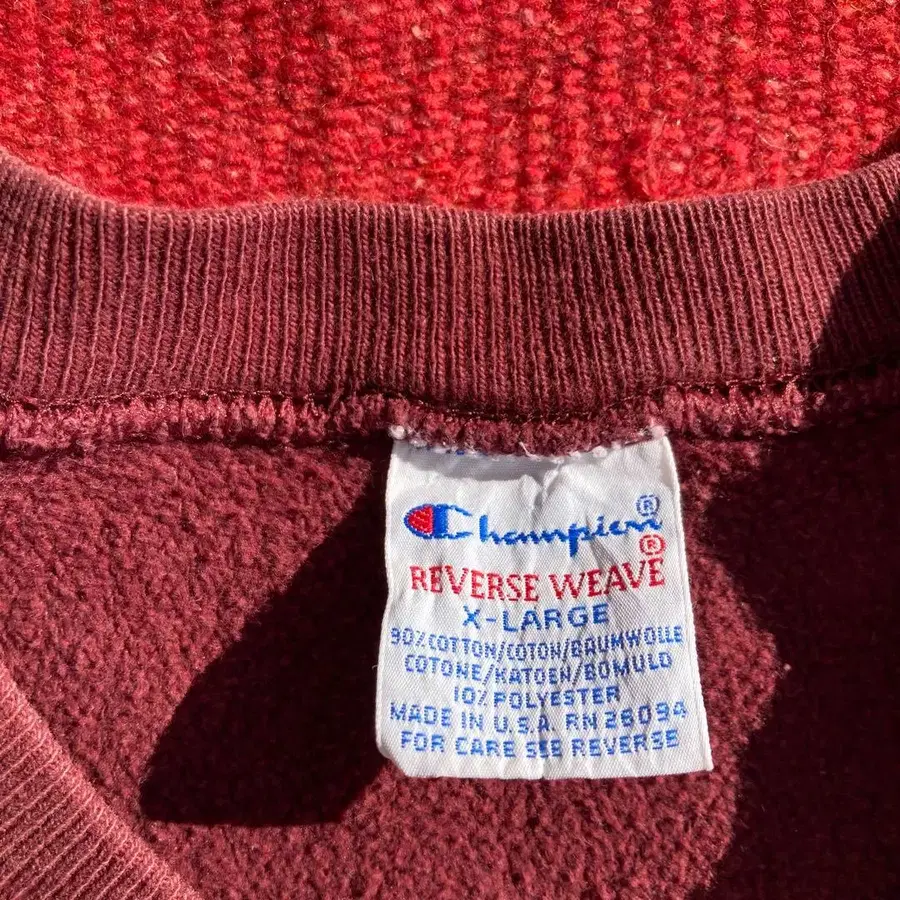 Champion®
REVERSE WEAVE®
X-LARGE
90% COTTON/COTON/BAUMWOLLE
COTONE/KATOEN/BOMULD
10% POLYESTER
MADE IN U.S.A. RN 26094
FOR CARE SEE REVERSE